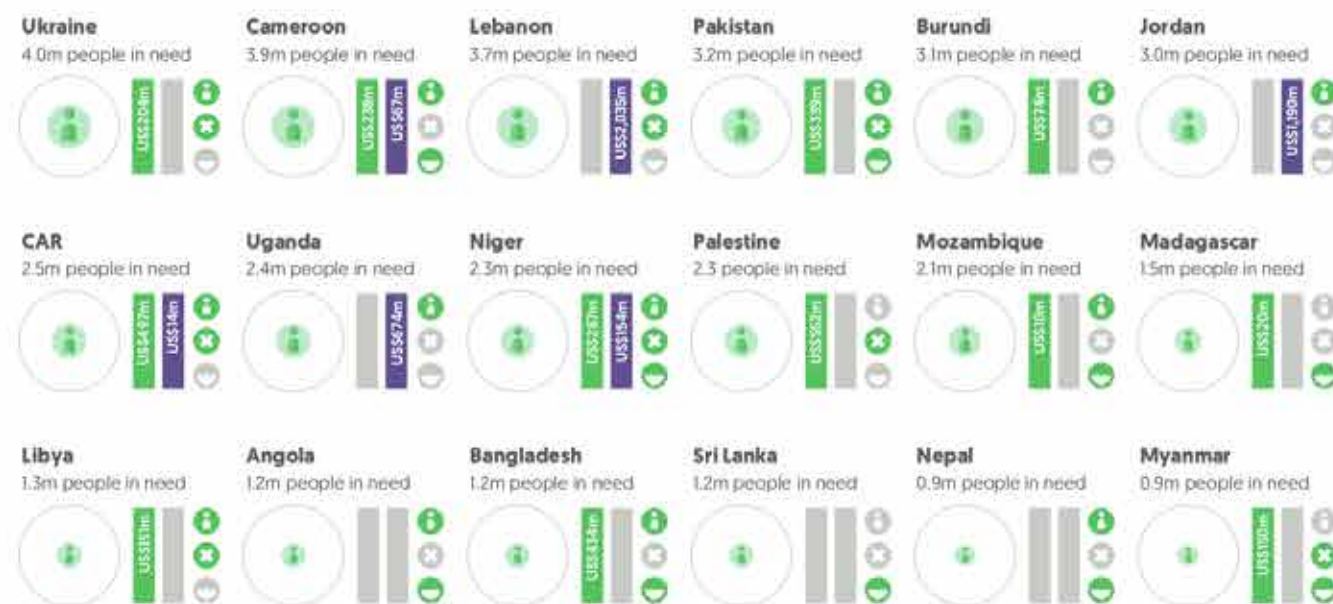 Ukraine
4.0m people in need
US$204m
Cameroon
3.9m people in need
US$238m
US$67m
Lebanon
3.7m people in need
US$2,035m
Pakistan
3.2m people in need
US$339m
Burundi
3.1m people in need
Jordan
3.0m people in need
US$1,190m
CAR
2.5m people in need
US$497m
US$14m
Uganda
2.4m people in need
US$674m
Niger
2.3m people in need
US$267m
US$154m
Palestine
2.3 people in need
US$552m
Mozambique
2.1m people in need
US$10m
Madagascar
1.5m people in need
US$20m
Libya
1.3m people in need
US$151m
Angola
1.2m people in need
Bangladesh
1.2m people in need
US$434m
Sri Lanka
1.2m people in need
Nepal
0.9m people in need
Myanmar
0.9m people in need
US$150m